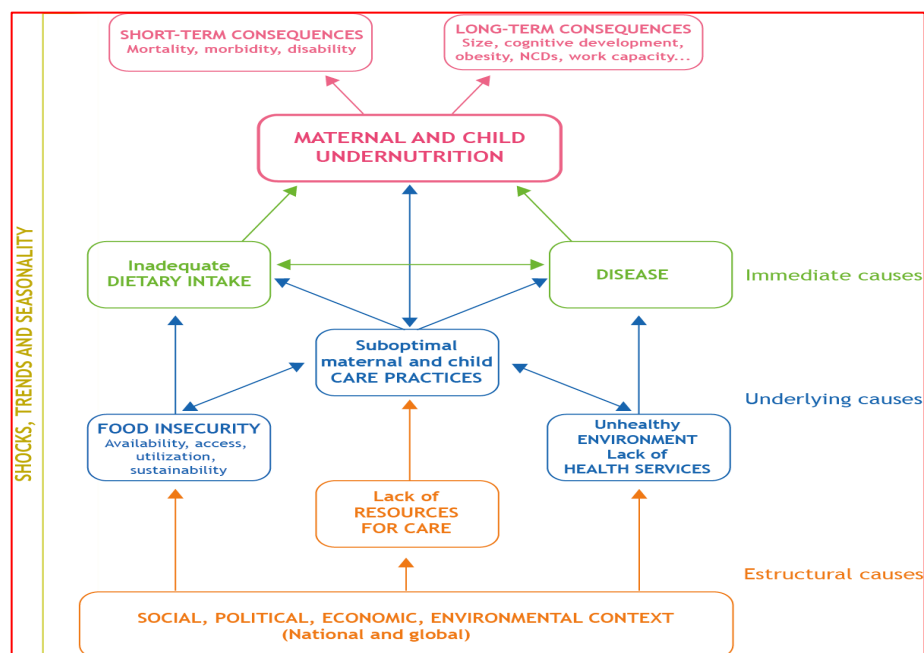 SHORT-TERM CONSEQUENCES
Mortality, morbidity, disability
LONG-TERM CONSEQUENCES
Size, cognitive development,
obesity, NCDs, work capacity...
MATERNAL AND CHILD
UNDERNUTRITION
SHOCKS, TRENDS AND SEASONALITY
Inadequate
DIETARY INTAKE
DISEASE
Immediate causes
Suboptimal
maternal and child
CARE PRACTICES
Underlying causes
FOOD INSECURITY
Availability, access,
utilization,
sustainability
Unhealthy
ENVIRONMENT
Lack of
HEALTH SERVICES
Lack of
RESOURCES
FOR CARE
Estructural causes
SOCIAL, POLITICAL, ECONOMIC, ENVIRONMENTAL CONTEXT
(National and global)